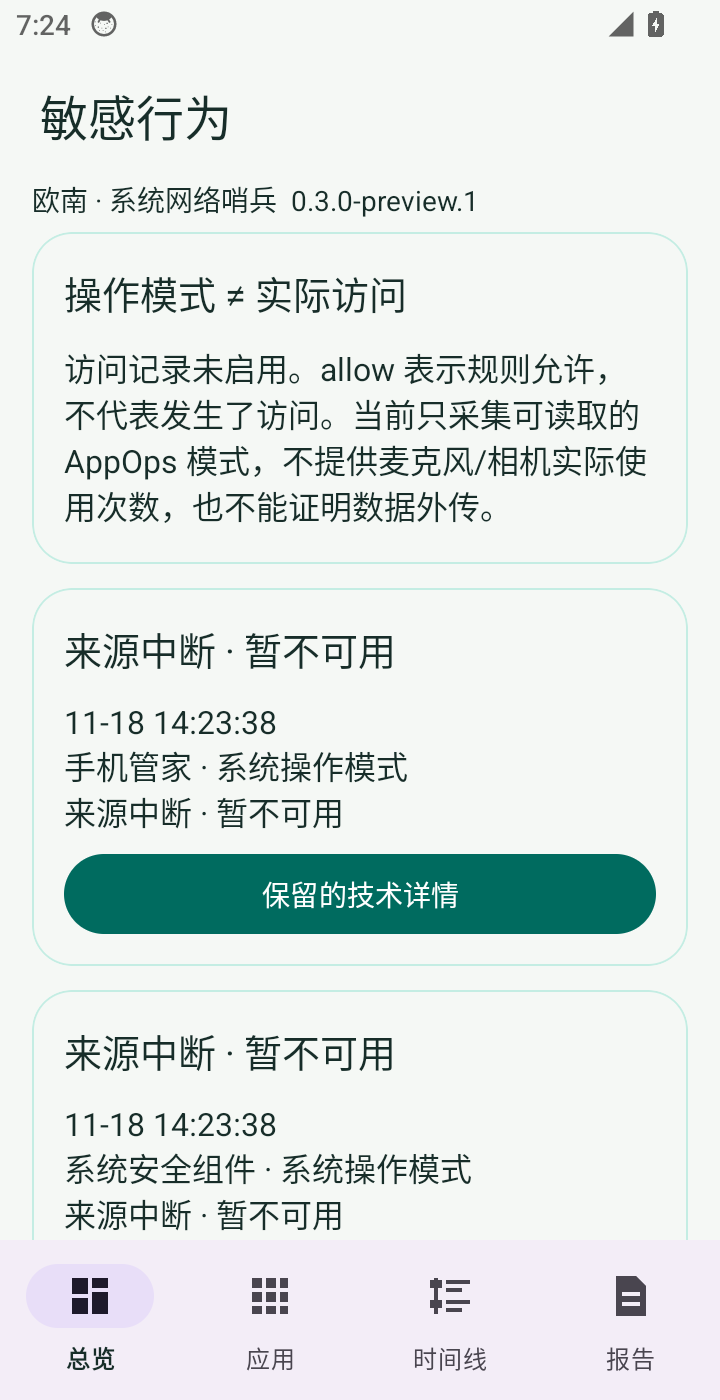 7:24
敏感行为
欧南 · 系统网络哨兵 0.3.0-preview.1
操作模式 ≠ 实际访问
访问记录未启用。allow 表示规则允许，
不代表发生了访问。当前只采集可读取的
AppOps 模式，不提供麦克风/相机实际使
用次数，也不能证明数据外传。
来源中断 · 暂不可用
11-18 14:23:38
手机管家 · 系统操作模式
来源中断 · 暂不可用
保留的技术详情
来源中断 · 暂不可用
11-18 14:23:38
系统安全组件 · 系统操作模式
来源中断 · 暂不可用
总览
应用
时间线
报告